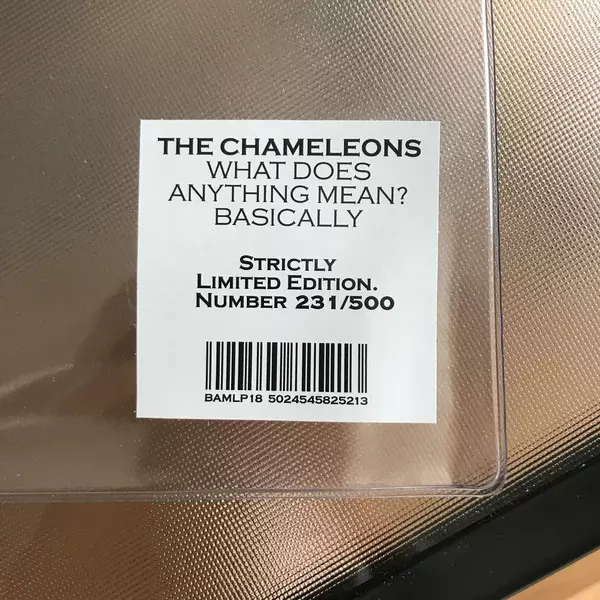 THE CHAMELEONS
WHAT DOES
ANYTHING MEAN?
BASICALLY
STRICTLY
LIMITED EDITION.
NUMBER 231/500
BAMLP18 5024545825213